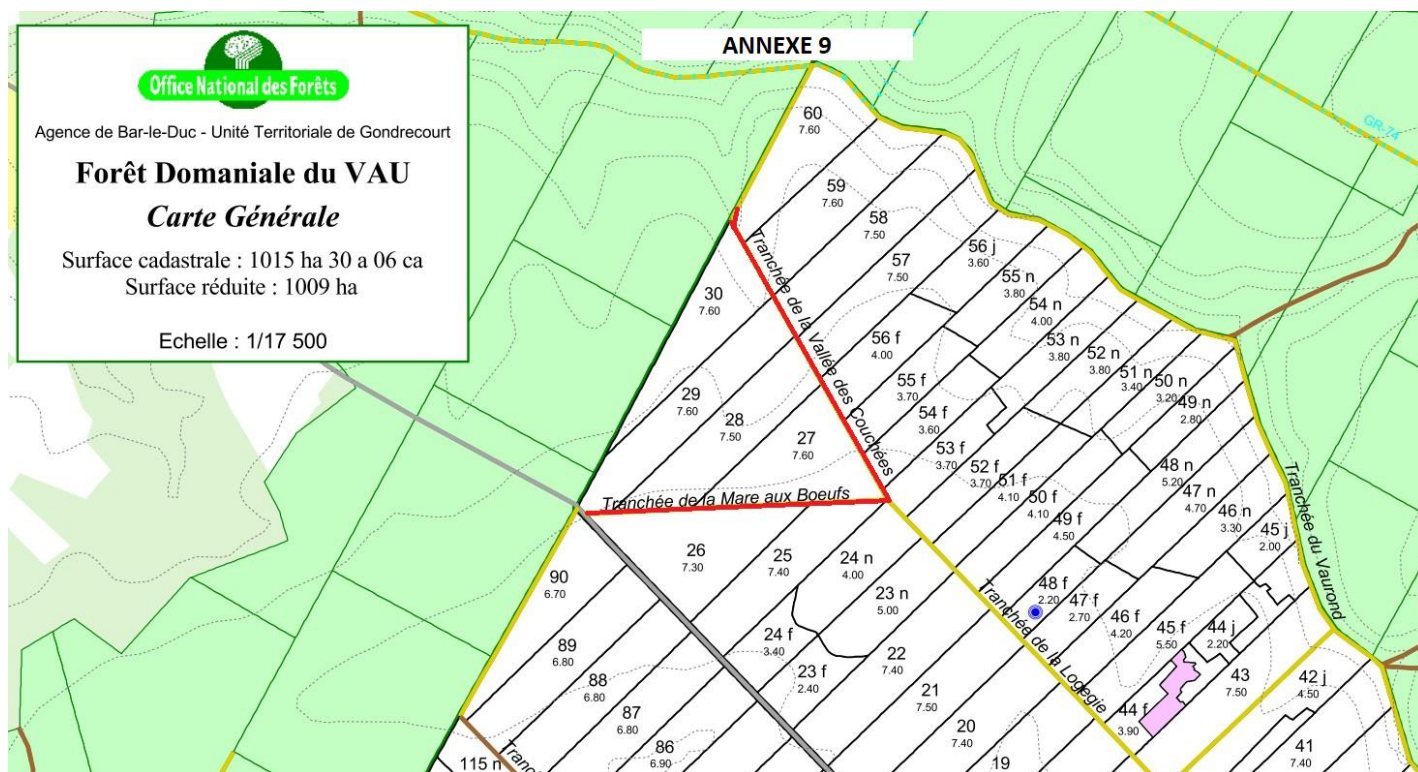 ANNEXE 9
Office National des Forêts
Agence de Bar-le-Duc - Unité Territoriale de Gondrecourt
Forêt Domaniale du VAU
Carte Générale
Surface cadastrale : 1015 ha 30 a 06 ca
Surface réduite : 1009 ha
Echelle : 1/17 500
GR-74
60
7.60
59
7.60
58
7.50
57
7.50
56 j
3.60
55 n
3.80
54 n
4.00
53 n
3.80
52 n
3.80
51 n
3.40
50 n
3.20
49 n
2.80
48 n
5.20
47 n
4.70
46 n
3.30
45 j
2.00
Tranchée de la Vallée des Couchées
30
7.60
29
7.60
28
7.50
27
7.60
56 f
4.00
55 f
3.70
54 f
3.60
53 f
3.70
52 f
3.70
51 f
4.10
50 f
4.10
49 f
4.50
48 f
2.20
47 f
2.70
46 f
4.20
45 f
5.50
44 j
2.20
44 f
3.90
43
7.50
42 j
4.50
41
7.40
Tranchée du Vaurond
Tranchée de la Mare aux Boeufs
Tranchée de la Logegie
26
7.30
25
7.40
24 n
4.00
23 n
5.00
24 f
3.40
23 f
2.40
22
7.40
21
7.50
20
7.40
19
90
6.70
89
6.80
88
6.80
87
6.80
86
6.90
115 n
Tranc